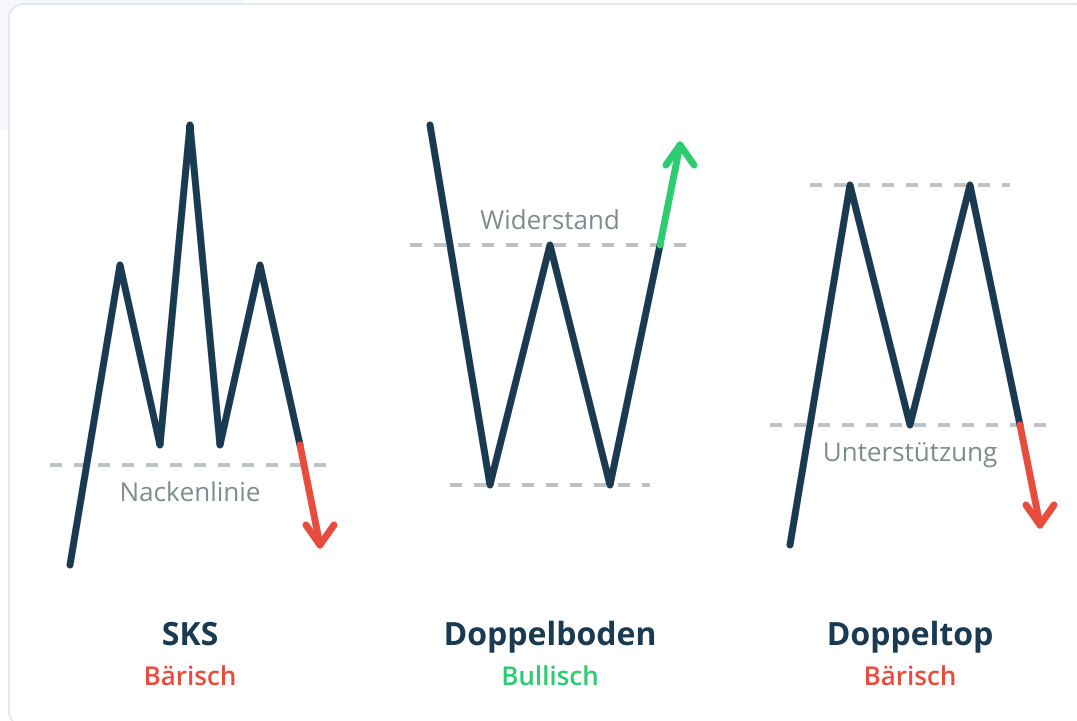 Widerstand
Unterstützung
Nackenlinie
SKS
Doppelboden
Doppeltop
Bärisch
Bullisch
Bärisch